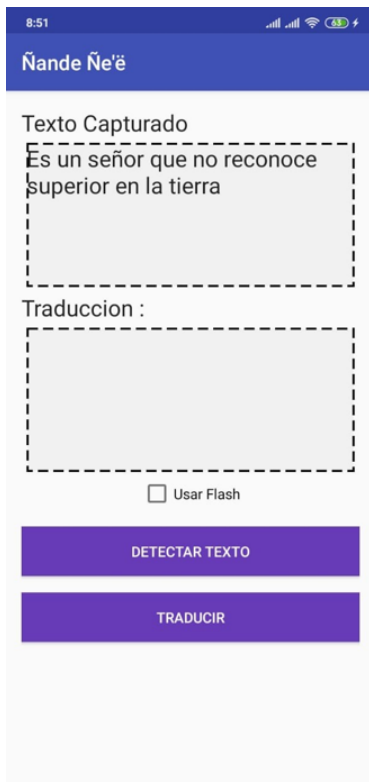 8:51
63
Ñande Ñe'ë
Texto Capturado
Es un señor que no reconoce
superior en la tierra
Traduccion :
Usar Flash
DETECTAR TEXTO
TRADUCIR